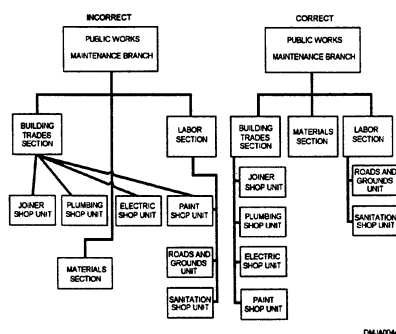 INCORRECT
PUBLIC WORKS
MAINTENANCE BRANCH
BUILDING
TRADES
SECTION
LABOR
SECTION
JOINER
SHOP UNIT
PLUMBING
SHOP UNIT
ELECTRIC
SHOP UNIT
PAINT
SHOP UNIT
MATERIALS
SECTION
ROADS AND
GROUNDS
UNIT
SANITATION
SHOP UNIT
CORRECT
PUBLIC WORKS
MAINTENANCE BRANCH
BUILDING
TRADES
SECTION
MATERIALS
SECTION
LABOR
SECTION
JOINER
SHOP UNIT
PLUMBING
SHOP UNIT
ELECTRIC
SHOP UNIT
PAINT
SHOP UNIT
ROADS AND
GROUNDS
UNIT
SANITATION
SHOP UNIT